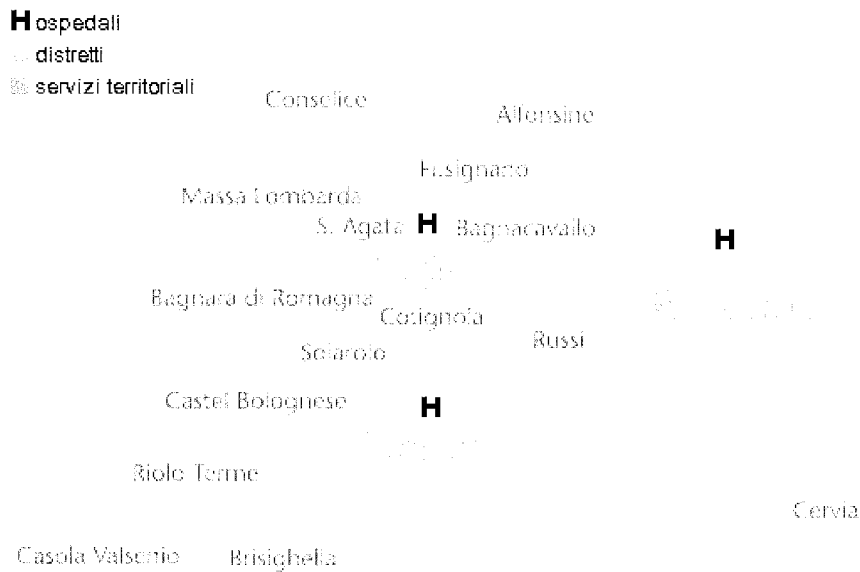 H ospedali
distretti
servizi territoriali
Conselice
Alfonsine
Fusignano
Massa Lombarda
S. Agata H Bagnacavallo
H
Bagnara di Romagna
Cotignola
Russi
Solarolo
Castel Bolognese
H
Riolo Terme
Cervia
Casola Valsenio Brisighella